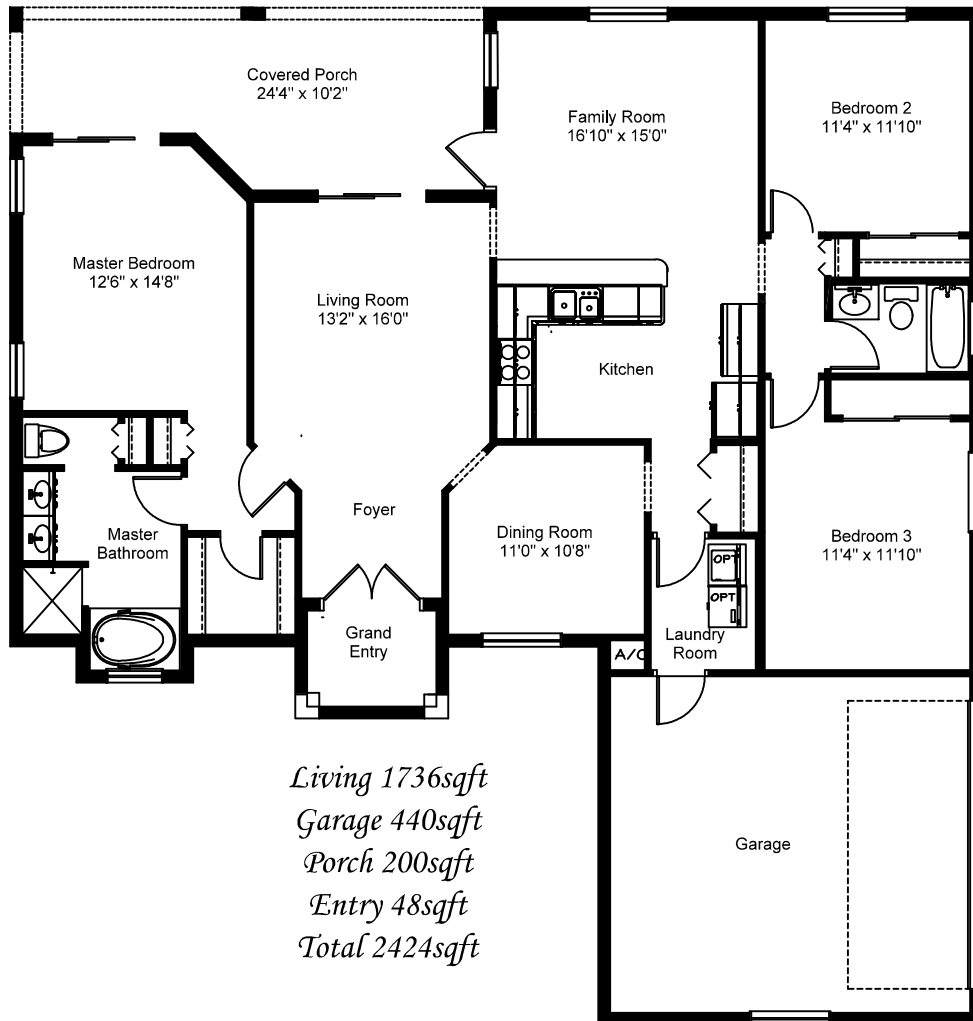 Covered Porch
24'4" x 10'2"
Family Room
16'10" x 15'0"
Bedroom 2
11'4" x 11'10"
Master Bedroom
12'6" x 14'8"
Living Room
13'2" x 16'0"
Kitchen
Foyer
Master
Bathroom
Dining Room
11'0" x 10'8"
Bedroom 3
11'4" x 11'10"
OPT
OPT
Grand
Entry
Laundry
Room
A/C
Living 1736sqft
Garage 440sqft
Porch 200sqft
Entry 48sqft
Total 2424sqft
Garage